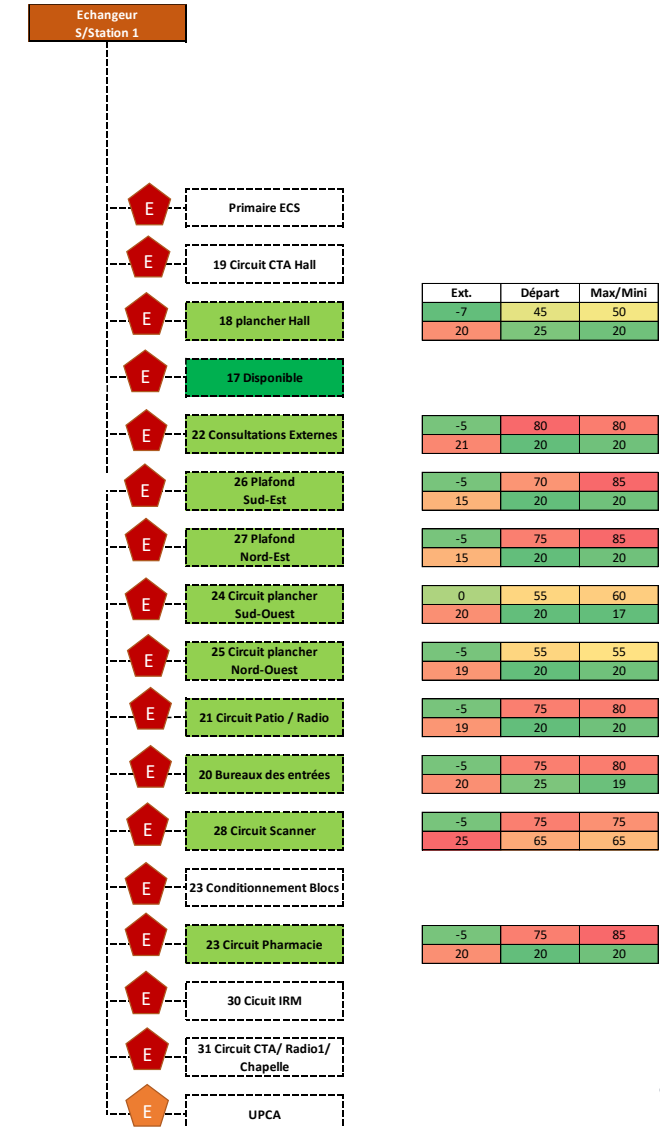 Echangeur
S/Station 1
E
Primaire ECS
E
19 Circuit CTA Hall
Ext. Départ Max/Mini
E
18 plancher Hall
-7 45 50
20 25 20
E
17 Disponible
E
22 Consultations Externes
-5 80 80
21 20 20
E
26 Plafond
Sud-Est
-5 70 85
15 20 20
E
27 Plafond
Nord-Est
-5 75 85
15 20 20
E
24 Circuit plancher
Sud-Ouest
0 55 60
20 20 17
E
25 Circuit plancher
Nord-Ouest
-5 55 55
19 20 20
E
21 Circuit Patio / Radio
-5 75 80
19 20 20
E
20 Bureaux des entrées
-5 75 80
20 25 19
E
28 Circuit Scanner
-5 75 75
25 65 65
E
23 Conditionnement Blocs
E
23 Circuit Pharmacie
-5 75 85
20 20 20
E
30 Cicuit IRM
E
31 Circuit CTA/ Radio1/
Chapelle
E
UPCA